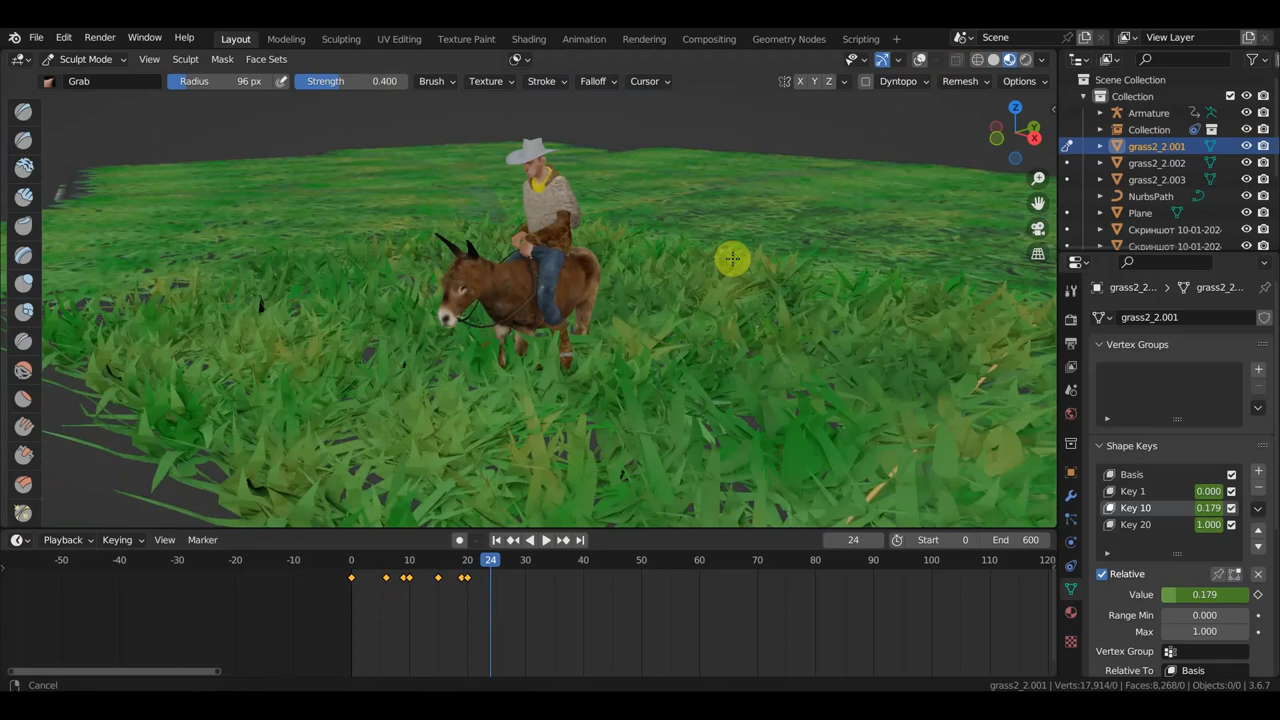 File Edit Render Window Help Layout Modeling Sculpting UV Editing Texture Paint Shading Animation Rendering Compositing Geometry Nodes Scripting + Scene View Layer
Sculpt Mode View Sculpt Mask Face Sets
Grab Radius 96 px Strength 0.400 Brush Texture Stroke Falloff Cursor X Y Z Dyntopo Remesh Options
Scene Collection
Collection
Armature
Collection
grass2_2.001
grass2_2.002
grass2_2.003
NurbsPath
Plane
Скриншот 10-01-202
Скриншот 10-01-202
Z
Y
X
grass2_2... > grass2_2...
grass2_2.001
Vertex Groups
Shape Keys
Basis
Key 1 0.000
Key 10 0.179
Key 20 1.000
Relative
Value 0.179
Range Min 0.000
Max 1.000
Vertex Group
Relative To Basis
Playback Keying View Marker 24 Start 0 End 600
-50 -40 -30 -20 -10 0 10 20 24 30 40 50 60 70 80 90 100 110 120
Cancel grass2_2.001 | Verts:17,914/0 | Faces:8,268/0 | Objects:0/0 | 3.6.7